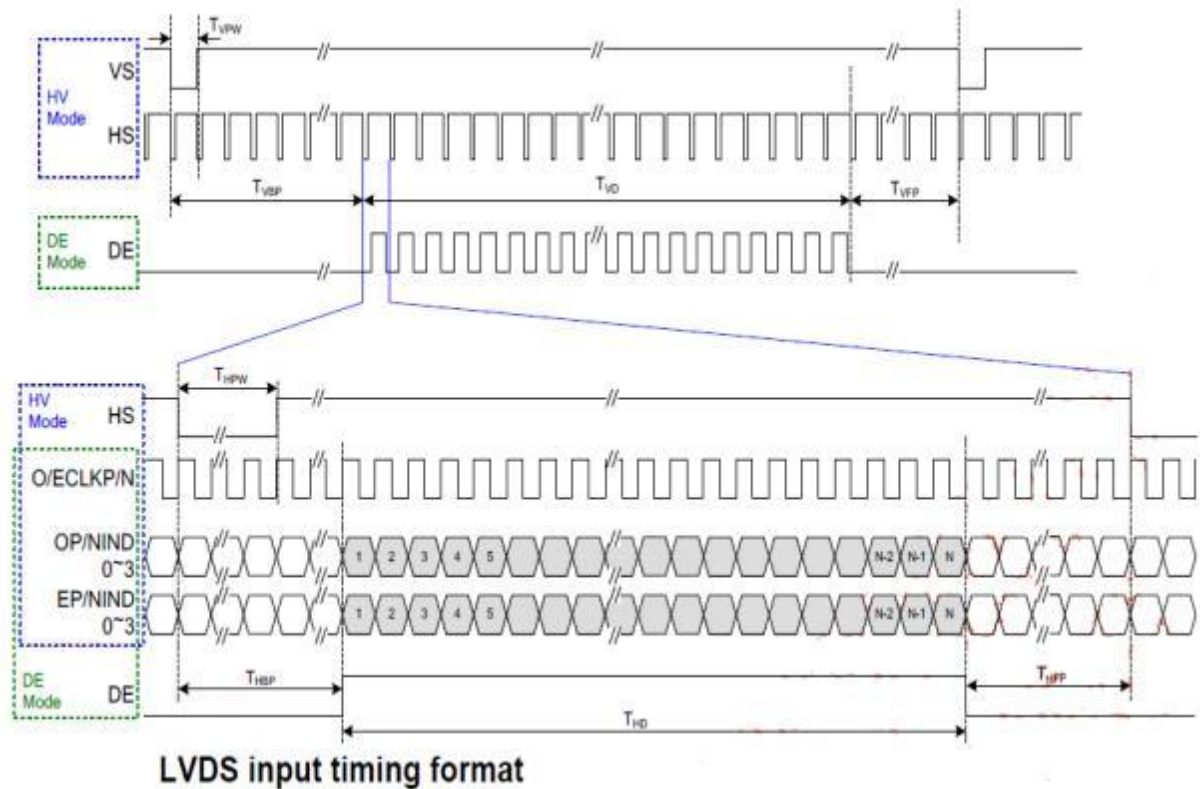 TVPW
VS
HV
Mode
HS
TVBP
TVD
TVFP
DE
Mode
DE
THPW
HV
Mode
HS
O/ECLKP/N
OP/NIND
0~3
1 2 3 4 5 N-2 N-1 N
EP/NIND
0~3
1 2 3 4 5 N-2 N-1 N
THBP
THFP
DE
Mode
DE
THD
LVDS input timing format